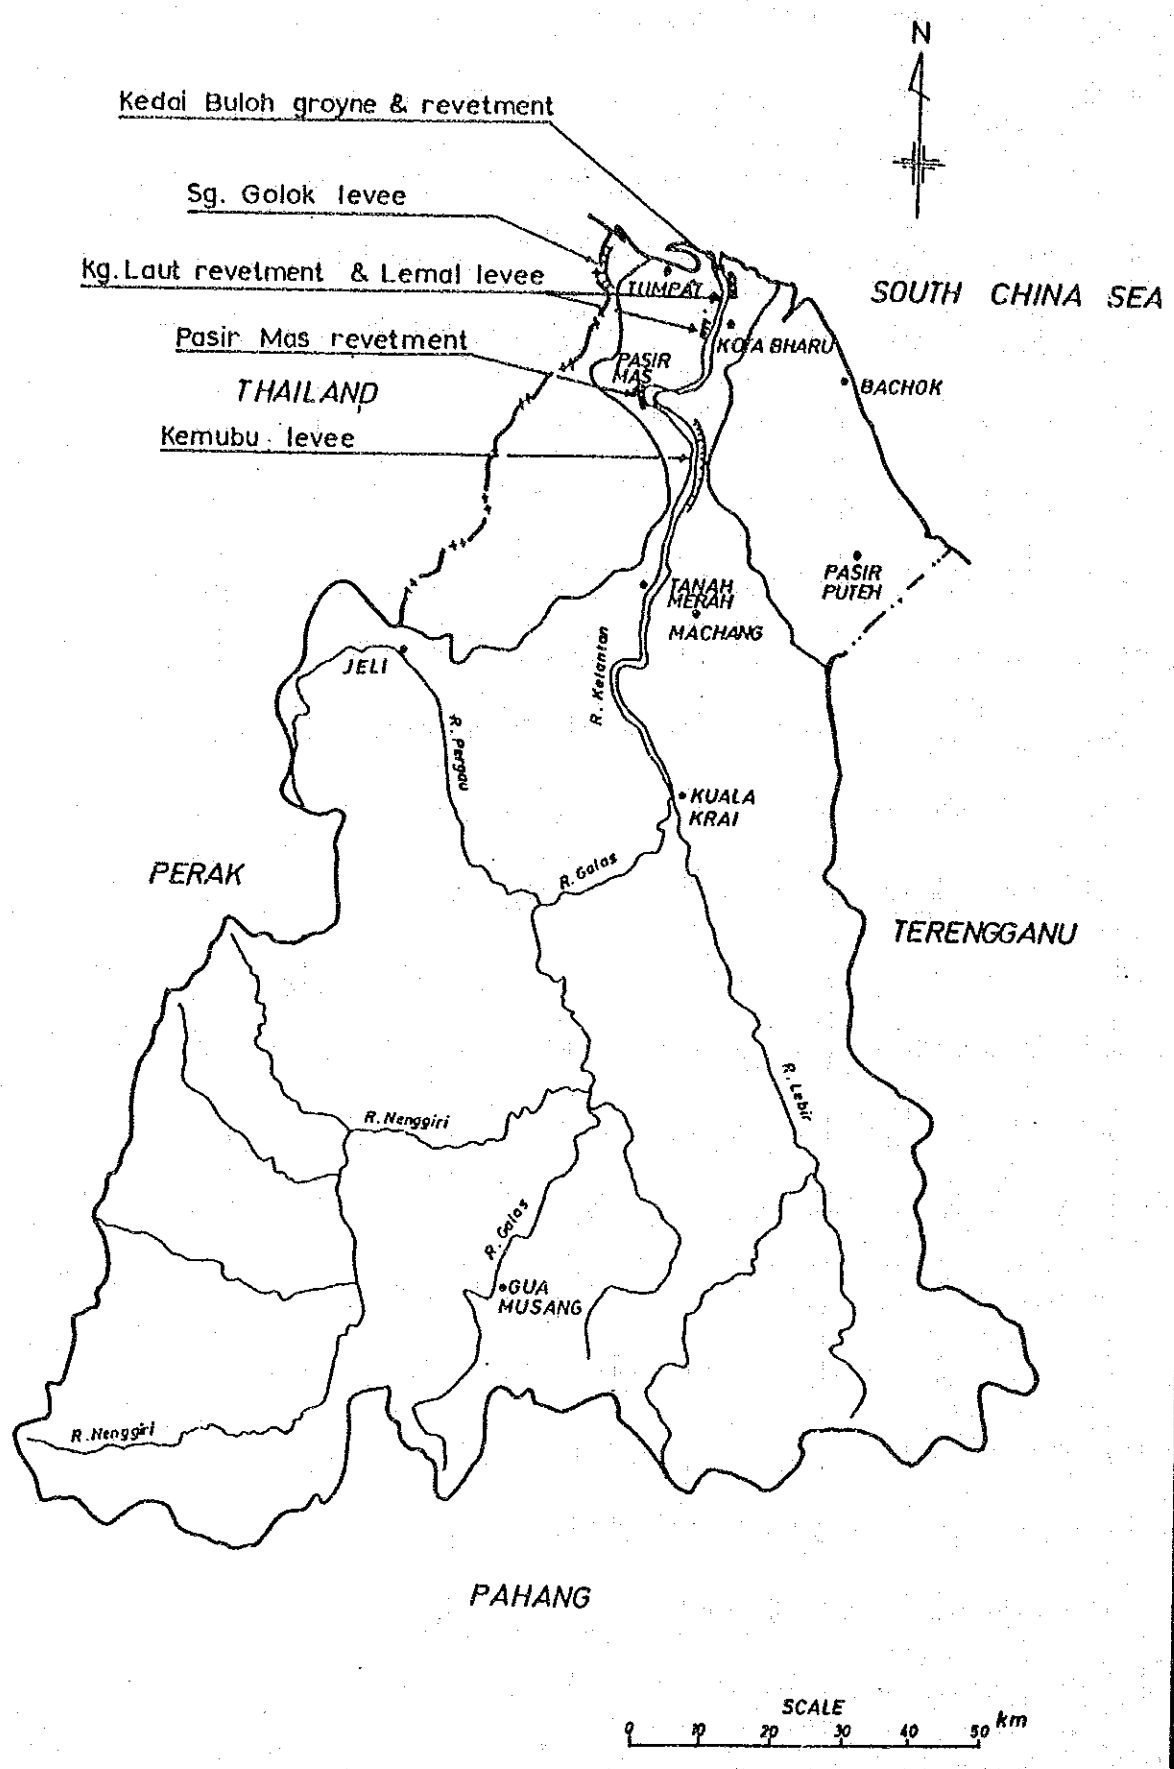 N
Kedai Buloh groyne & revetment
Sg. Golok levee
Kg. Laut revetment & Lemal levee
TUMPAT
SOUTH CHINA SEA
Pasir Mas revetment
KOTA BHARU
PASIR
MAS
THAILAND
BACHOK
Kemubu levee
PASIR
PUTEH
TANAH
MERAH
MACHANG
JELI
R. Kelantan
R. Pergau
KUALA
KRAI
PERAK
R. Galas
TERENGGANU
R. Lebir
R. Nenggiri
R. Galas
GUA
MUSANG
R. Nenggiri
PAHANG
SCALE
0 10 20 30 40 50 km